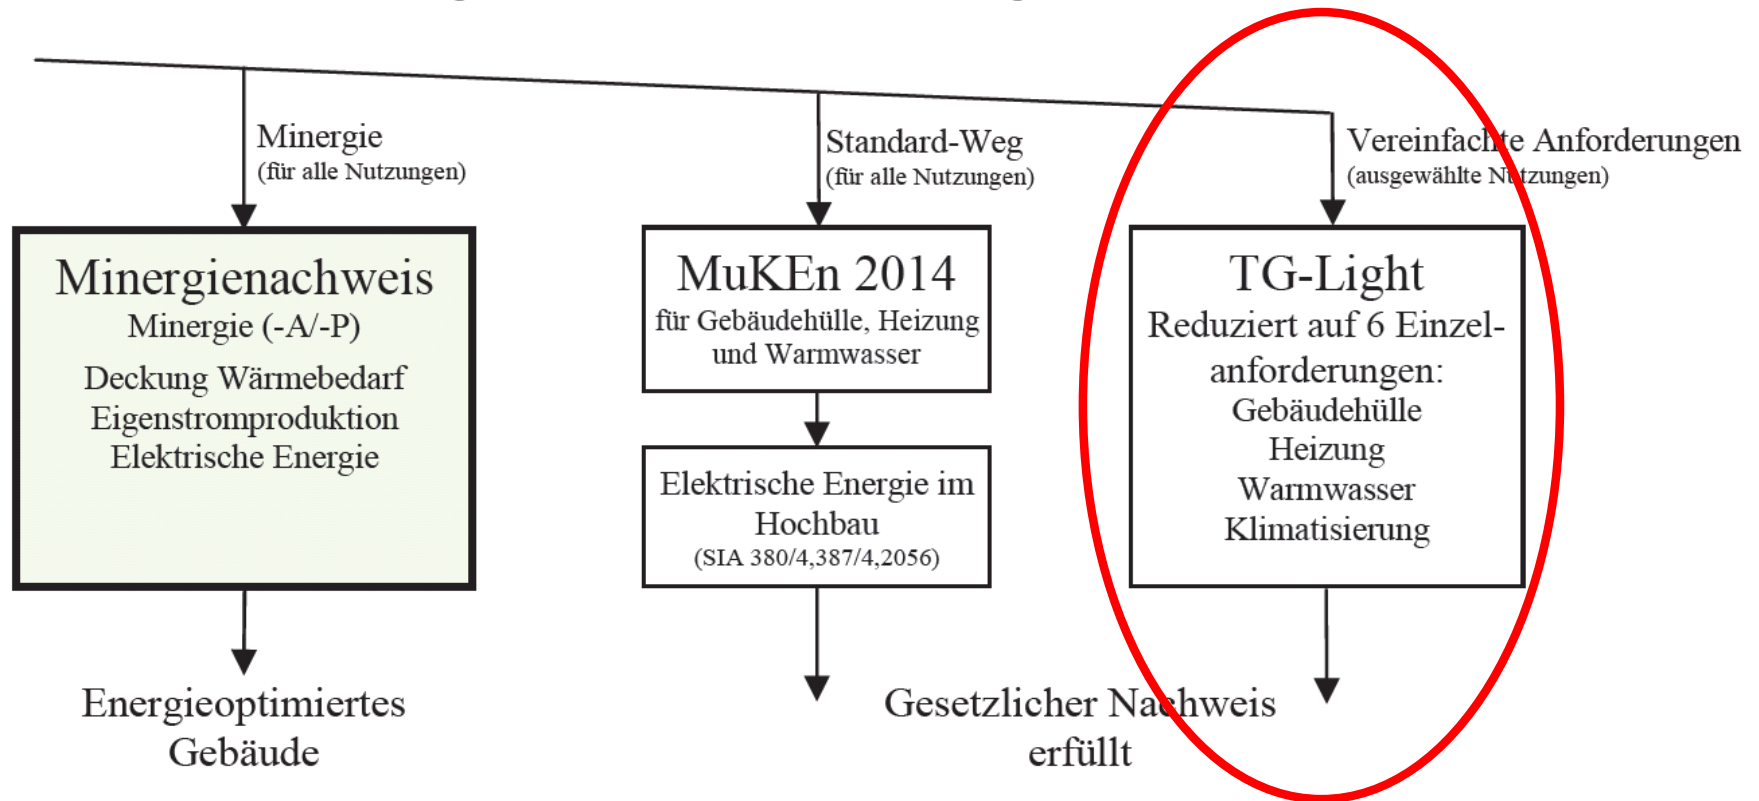 Minergie
(für alle Nutzungen)
Standard-Weg
(für alle Nutzungen)
Vereinfachte Anforderungen
(ausgewählte Nutzungen)
Minergienachweis
Minergie (-A/-P)
Deckung Wärmebedarf
Eigenstromproduktion
Elektrische Energie
MuKEn 2014
für Gebäudehülle, Heizung
und Warmwasser
Elektrische Energie im
Hochbau
(SIA 380/4,387/4,2056)
TG-Light
Reduziert auf 6 Einzel-
anforderungen:
Gebäudehülle
Heizung
Warmwasser
Klimatisierung
Energieoptimiertes
Gebäude
Gesetzlicher Nachweis
erfüllt